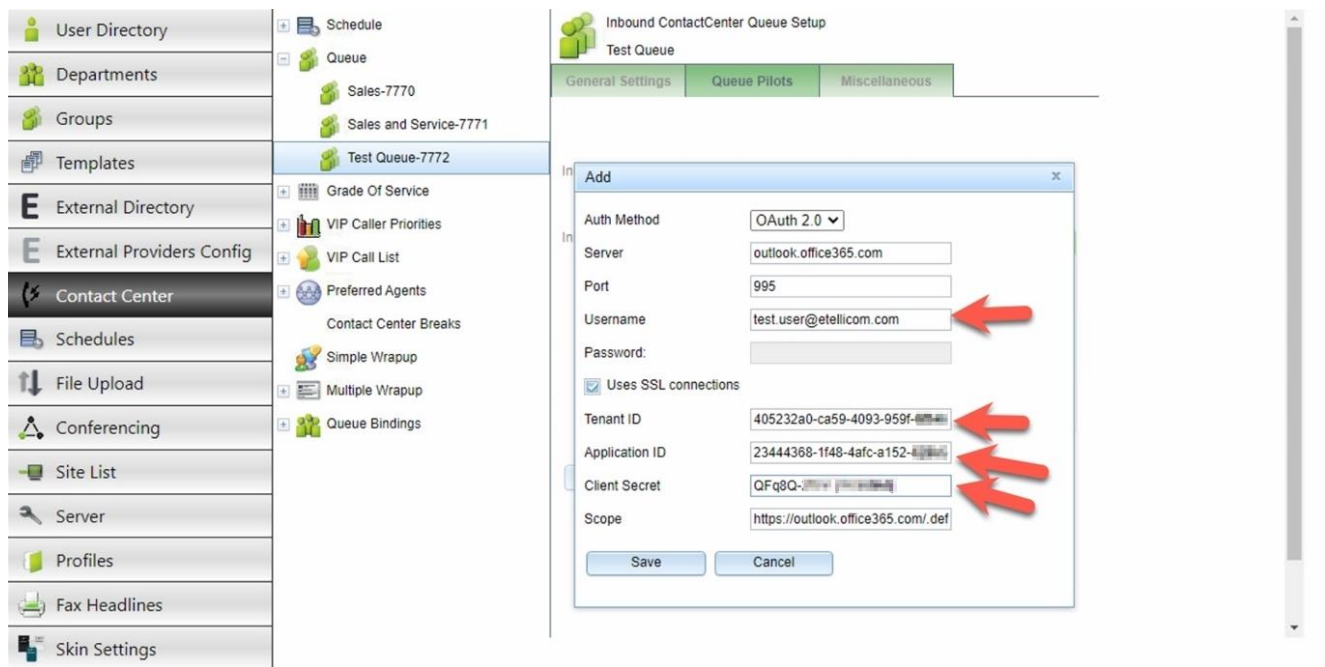 User Directory
Departments
Groups
Templates
E External Directory
E External Providers Config
Contact Center
Schedules
File Upload
Conferencing
Site List
Server
Profiles
Fax Headlines
Skin Settings
Schedule
Queue
Sales-7770
Sales and Service-7771
Test Queue-7772
Grade Of Service
VIP Caller Priorities
VIP Call List
Preferred Agents
Contact Center Breaks
Simple Wrapup
Multiple Wrapup
Queue Bindings
Inbound ContactCenter Queue Setup
Test Queue
General Settings Queue Pilots Miscellaneous
In
In
Add x
Auth Method OAuth 2.0
Server outlook.office365.com
Port 995
Username test.user@etellicom.com
Password:
Uses SSL connections
Tenant ID 405232a0-ca59-4093-959f-
Application ID 23444368-1f48-4afc-a152-
Client Secret QFq8Q-
Scope https://outlook.office365.com/.def
Save Cancel